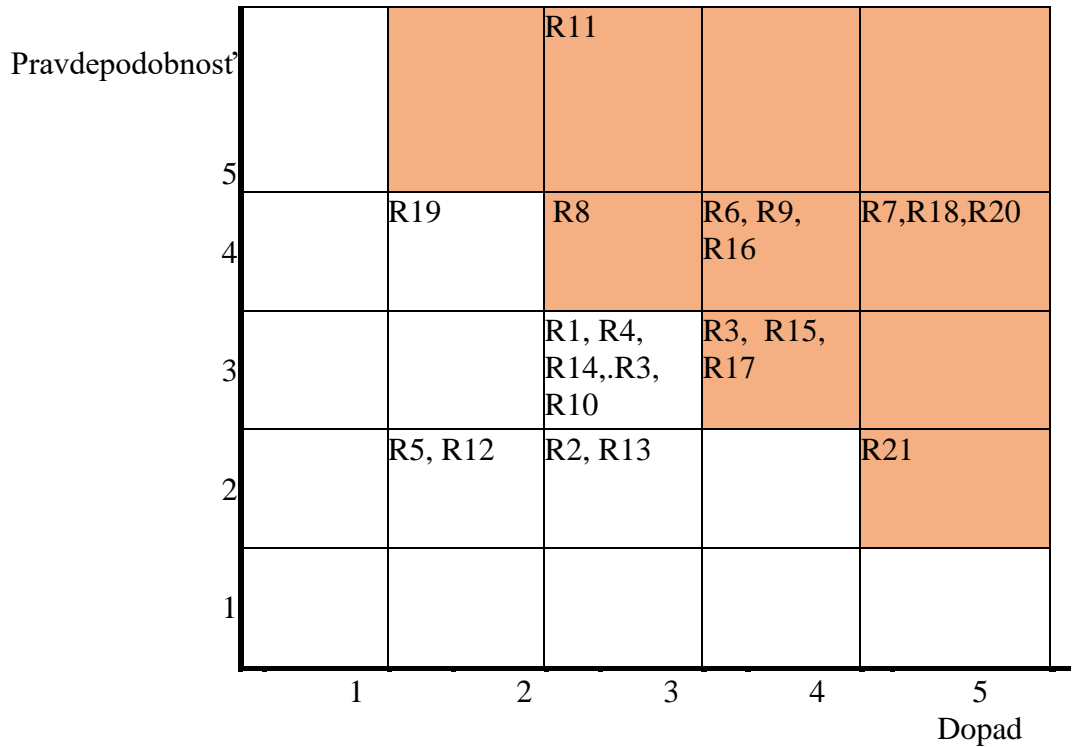 R11
Pravdepodobnosť
5
R19 R8 R6, R9, R7,R18,R20
R16
4
R1, R4, R3, R15,
R14,.R3, R17
R10
3
R5, R12 R2, R13 R21
2
1
1 2 3 4 5
Dopad